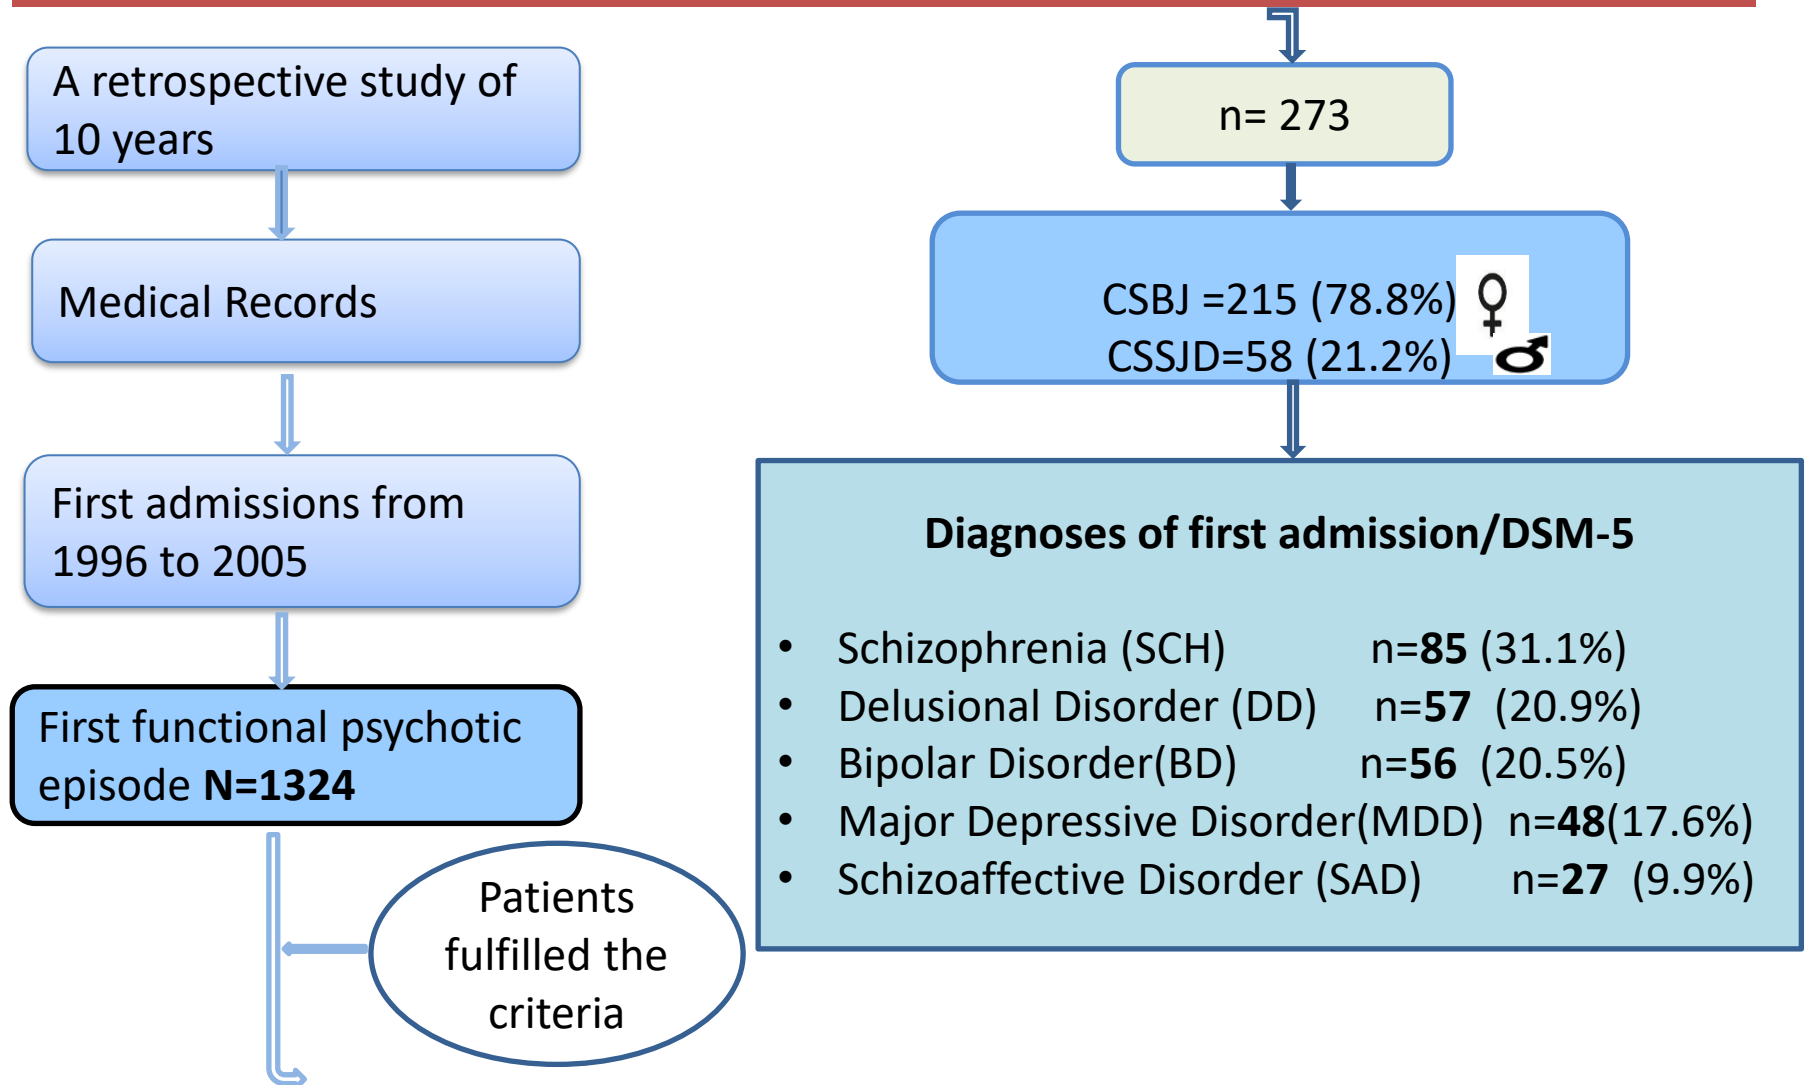 A retrospective study of
10 years
Medical Records
First admissions from
1996 to 2005
First functional psychotic
episode N=1324
Patients
fulfilled the
criteria
n= 273
CSBJ =215 (78.8%)
CSSJD=58 (21.2%)
Diagnoses of first admission/DSM-5
• Schizophrenia (SCH) n=85 (31.1%)
• Delusional Disorder (DD) n=57 (20.9%)
• Bipolar Disorder(BD) n=56 (20.5%)
• Major Depressive Disorder(MDD) n=48(17.6%)
• Schizoaffective Disorder (SAD) n=27 (9.9%)